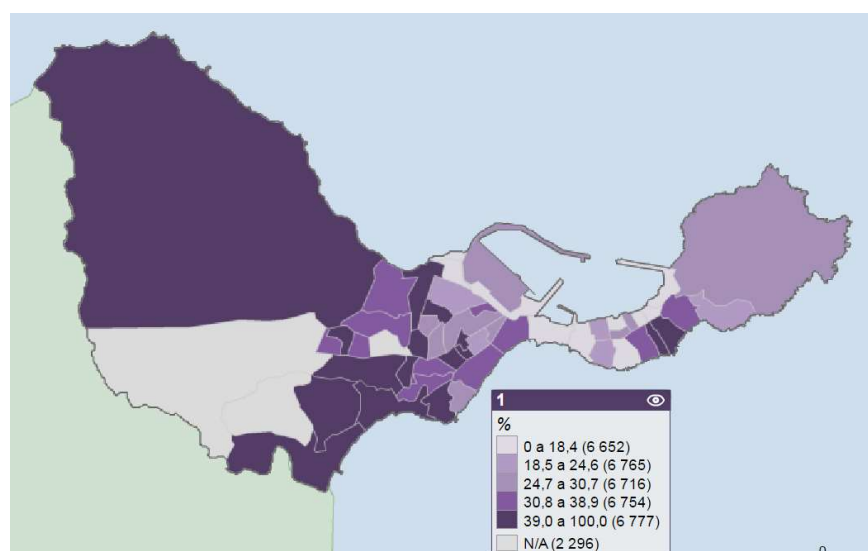 1
%
0 a 18,4 (6 652)
18,5 a 24,6 (6 765)
24,7 a 30,7 (6 716)
30,8 a 38,9 (6 754)
39,0 a 100,0 (6 777)
N/A (2 296)
0